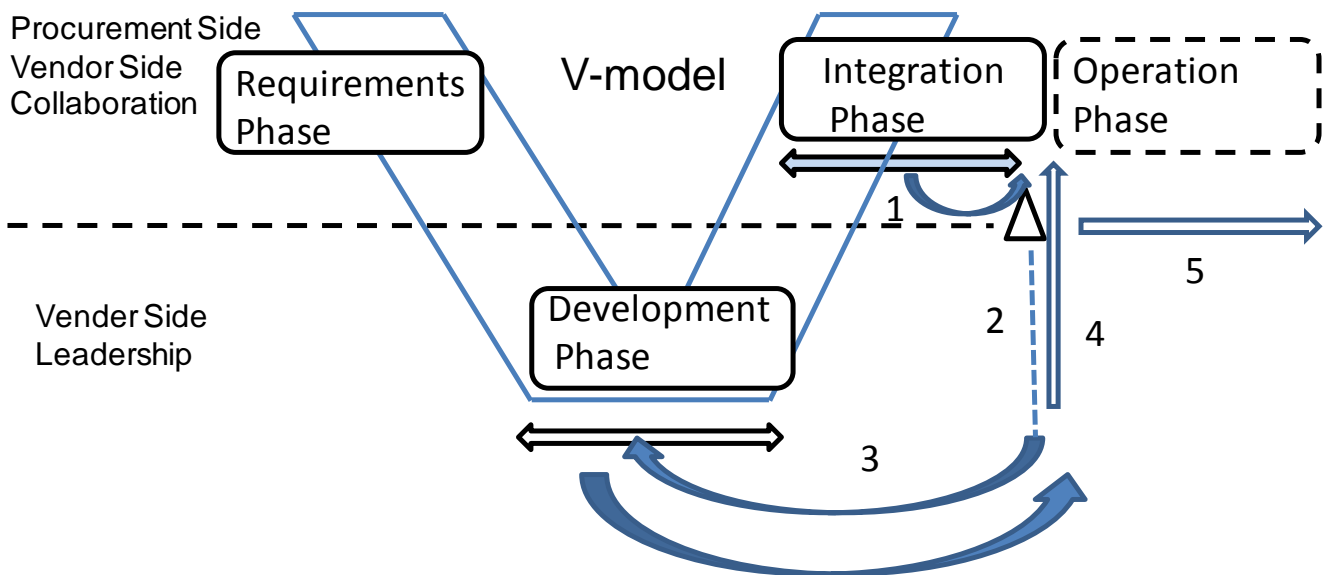 Procurement Side
Vendor Side
Collaboration
Requirements
Phase
V-model
Integration
Phase
Operation
Phase
1
5
Development
Phase
2
4
Vender Side
Leadership
3